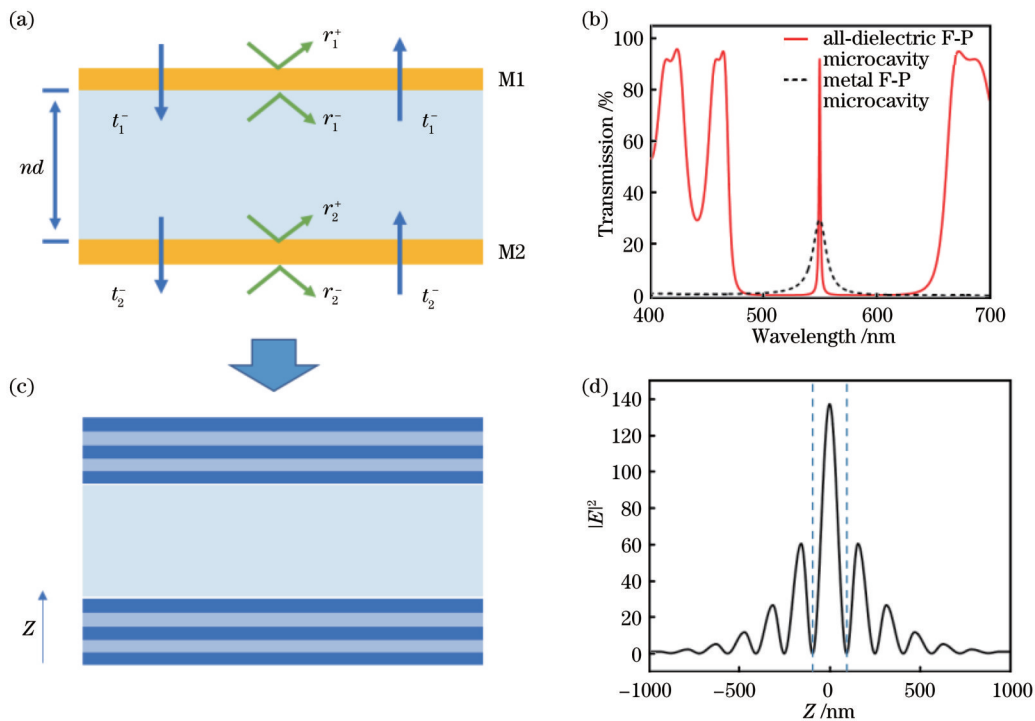 (a)
r₁⁺
M1
t₁⁻
r₁⁻
t₁⁻
nd
r₂⁺
M2
t₂⁻
r₂⁻
t₂⁻
(b)
100
80
60
40
20
0
400
500
600
700
Transmission /%
Wavelength /nm
all-dielectric F-P
microcavity
metal F-P
microcavity
(c)
Z
(d)
140
120
100
80
60
40
20
0
−1000
−500
0
500
1000
|E|²
Z /nm